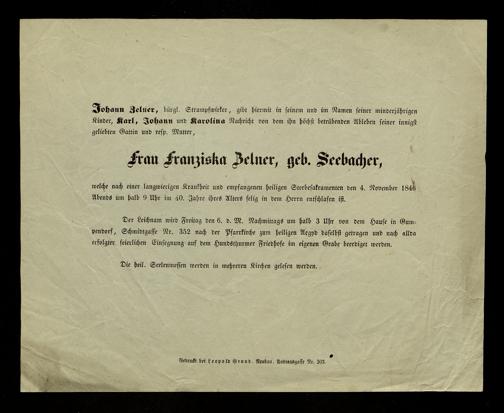 Johann Zelner, bürgl. Strumpfwirker, gibt hiermit in seinem und im Namen seiner minderjährigen
Kinder, Karl, Johann und Karolina Nachricht von dem ihn höchst betrübenden Ableben seiner innigst
geliebten Gattin und resp. Mutter,
Frau Franziska Zelner, geb. Seebacher,
welche nach einer langwierigen Krankheit und empfangenen heiligen Sterbesakramenten den 4. November 1846
Abends um halb 9 Uhr im 40. Jahre ihres Alters selig in dem Herrn entschlafen ist.
Der Leichnam wird Freitag den 6. d. M. Nachmittags um halb 3 Uhr von dem Hause in Gum-
pendorf, Schmidtgasse Nr. 352 nach der Pfarrkirche zum heiligen Aegyd daselbst getragen und nach allda
erfolgter feierlichen Einsegnung auf dem Hundsthurmer Friedhofe im eigenen Grabe beerdiget werden.
Die heil. Seelenmessen werden in mehreren Kirchen gelesen werden.
Gedruckt bei Leopold Grund, Neubau, Andreasgasse Nr. 303.